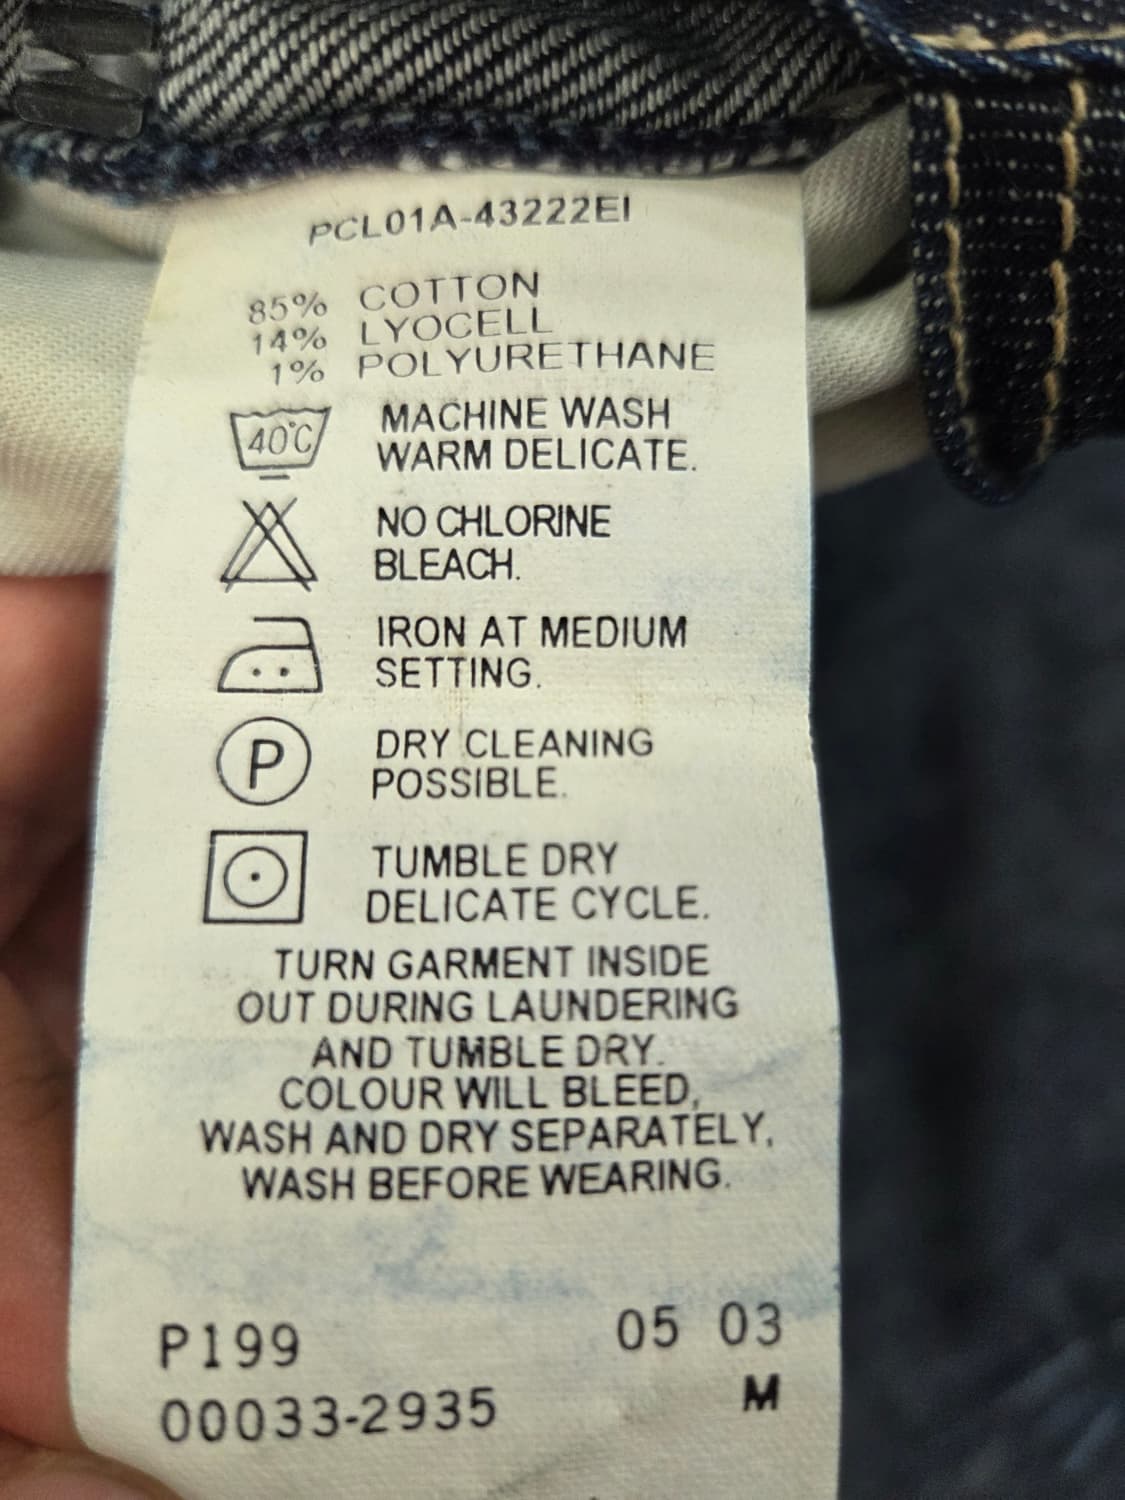 PCL01A-43222EI
85% COTTON
14% LYOCELL
1% POLYURETHANE
40°C MACHINE WASH
WARM DELICATE.
NO CHLORINE
BLEACH.
IRON AT MEDIUM
SETTING.
P DRY CLEANING
POSSIBLE.
TUMBLE DRY
DELICATE CYCLE.
TURN GARMENT INSIDE
OUT DURING LAUNDERING
AND TUMBLE DRY.
COLOUR WILL BLEED,
WASH AND DRY SEPARATELY,
WASH BEFORE WEARING.
P199 05 03
00033-2935 M